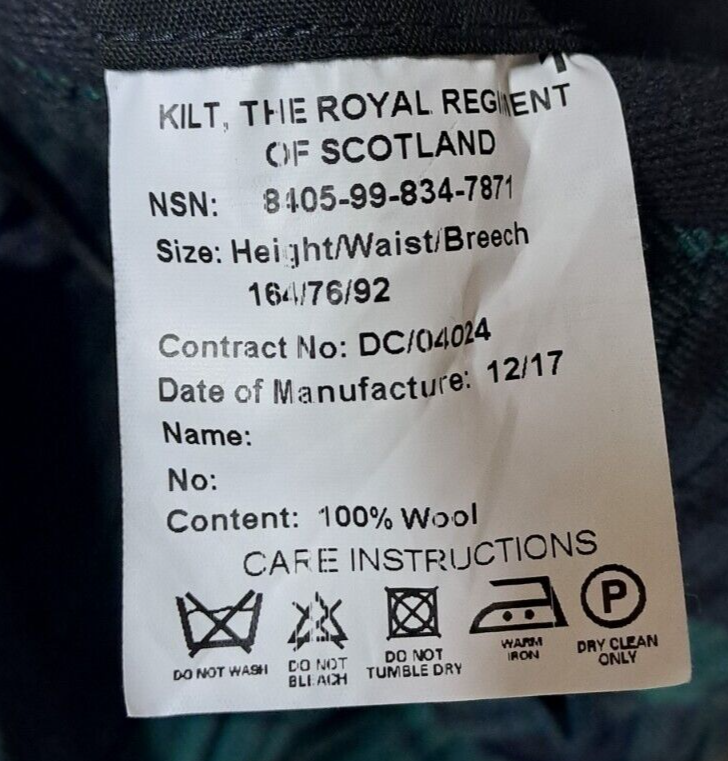 KILT, THE ROYAL REGIMENT
OF SCOTLAND
NSN: 8405-99-834-7871
Size: Height/Waist/Breech
164/76/92
Contract No: DC/04024
Date of Manufacture: 12/17
Name:
No:
Content: 100% Wool
CARE INSTRUCTIONS
P
DO NOT WASH
DO NOT
BLEACH
DO NOT
TUMBLE DRY
WARM
IRON
DRY CLEAN
ONLY